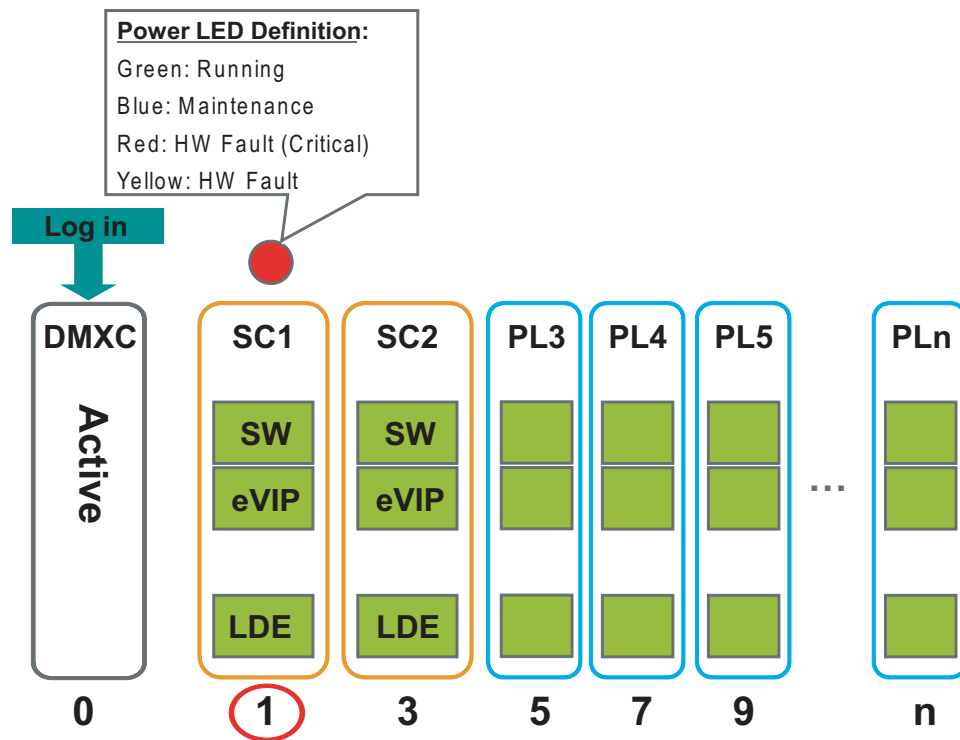 Power LED Definition:
Green: Running
Blue: Maintenance
Red: HW Fault (Critical)
Yellow: HW Fault
Log in
DMXC SC1 SC2 PL3 PL4 PL5 PLn
Active
SW SW
eVIP eVIP
...
LDE LDE
0 1 3 5 7 9 n